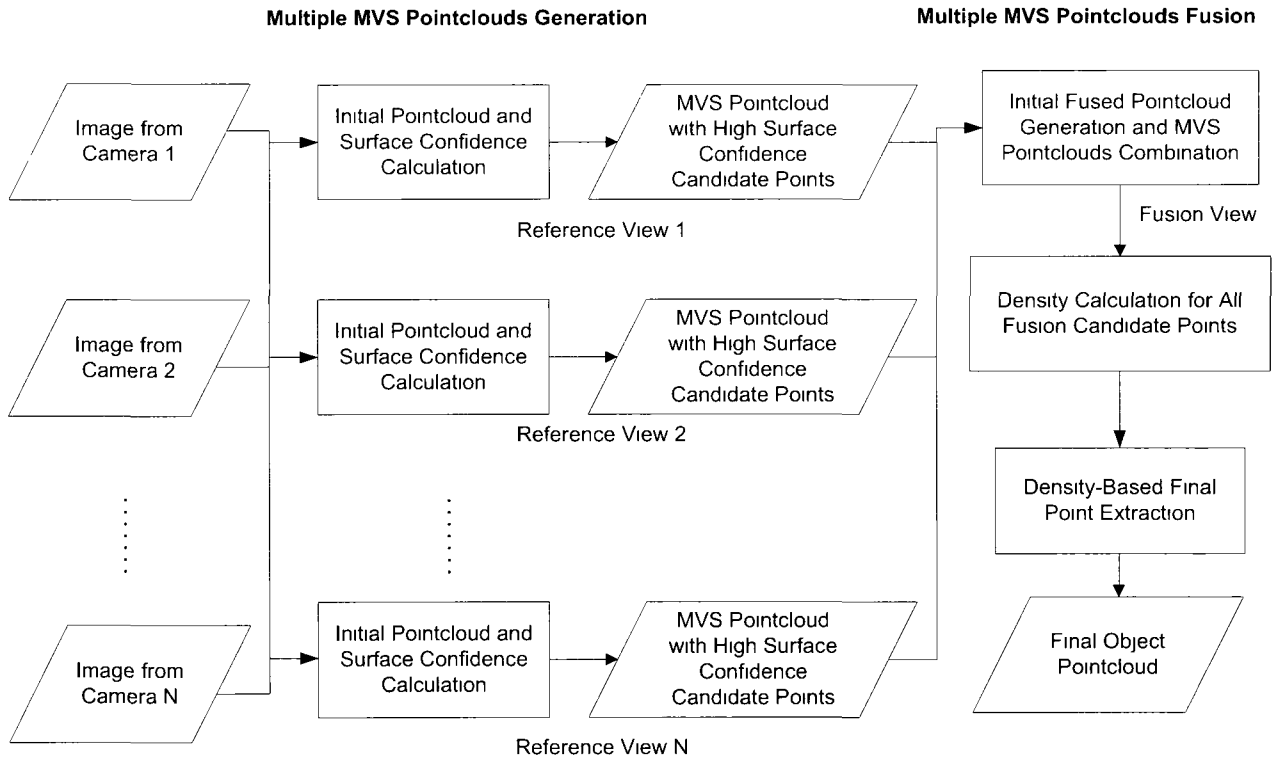 Multiple MVS Pointclouds Generation
Multiple MVS Pointclouds Fusion
Image from
Camera 1
Initial Pointcloud and
Surface Confidence
Calculation
MVS Pointcloud
with High Surface
Confidence
Candidate Points
Reference View 1
Initial Fused Pointcloud
Generation and MVS
Pointclouds Combination
Fusion View
Image from
Camera 2
Initial Pointcloud and
Surface Confidence
Calculation
MVS Pointcloud
with High Surface
Confidence
Candidate Points
Reference View 2
Density Calculation for All
Fusion Candidate Points
Density-Based Final
Point Extraction
Image from
Camera N
Initial Pointcloud and
Surface Confidence
Calculation
MVS Pointcloud
with High Surface
Confidence
Candidate Points
Reference View N
Final Object
Pointcloud